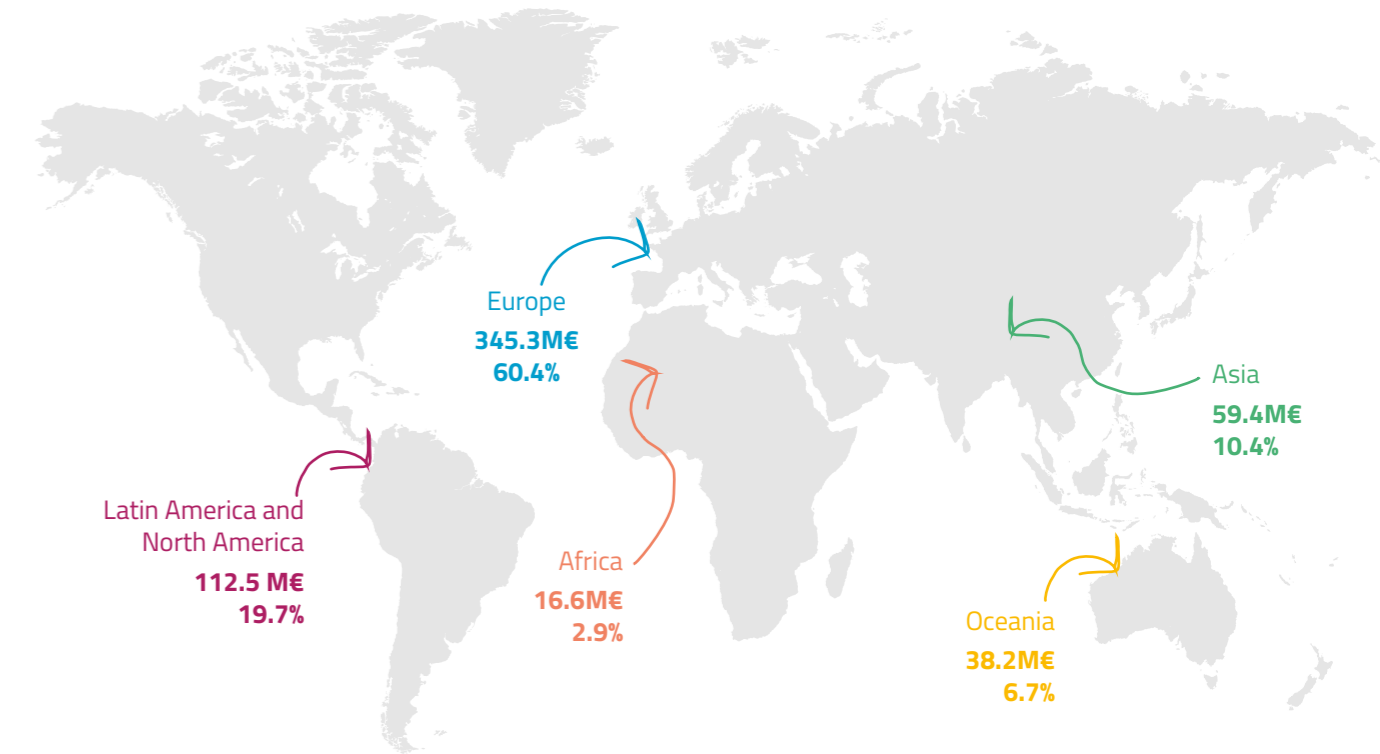 Europe
345.3M€
60.4%
Asia
59.4M€
10.4%
Latin America and
North America
112.5 M€
19.7%
Africa
16.6M€
2.9%
Oceania
38.2M€
6.7%